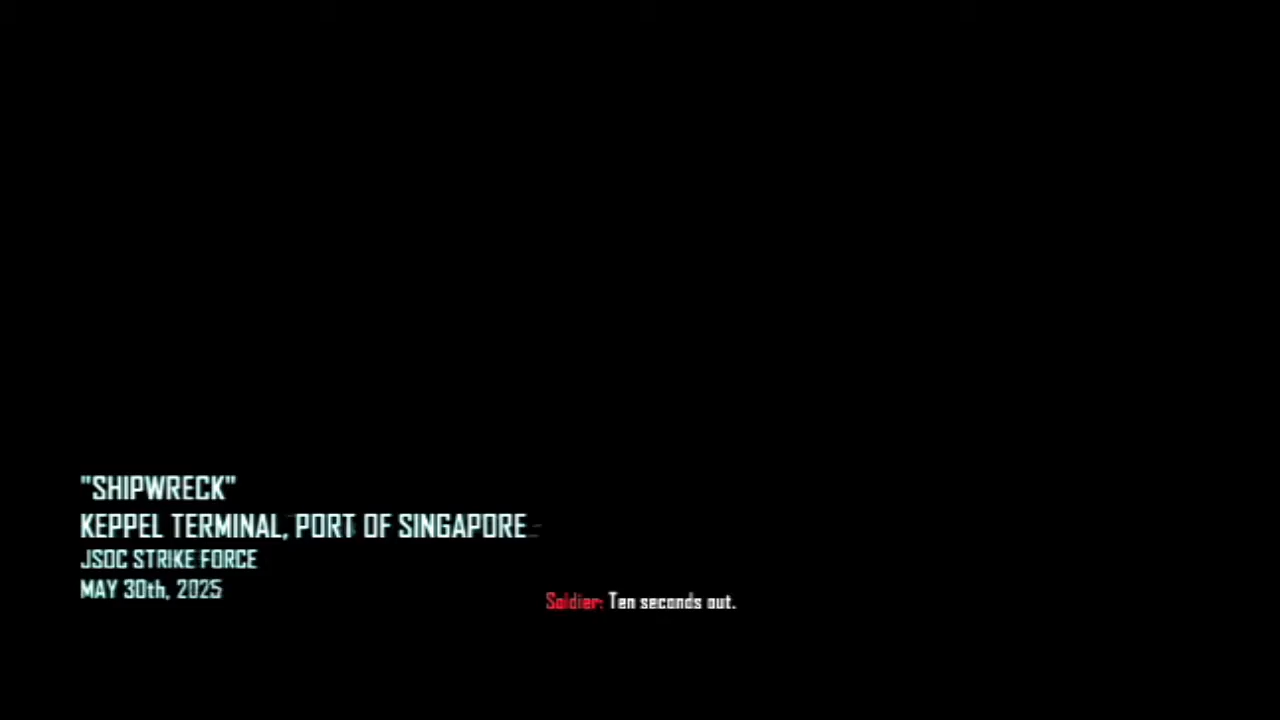 "SHIPWRECK"
KEPPEL TERMINAL, PORT OF SINGAPORE
JSOC STRIKE FORCE
MAY 30th, 2025
Soldier: Ten seconds out.